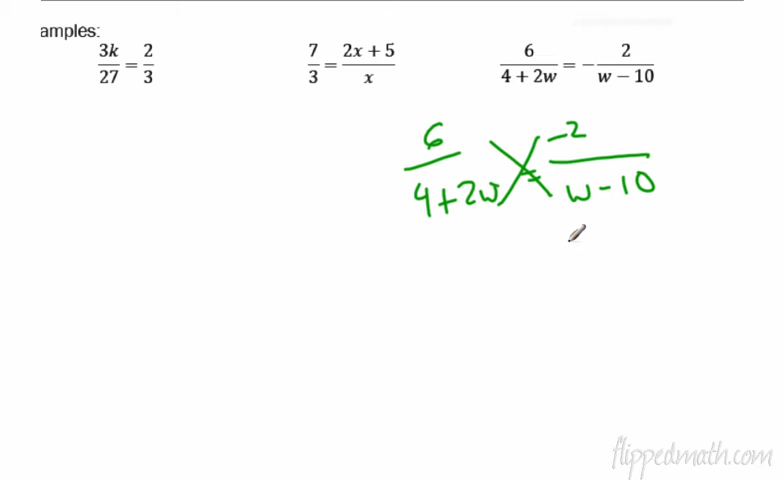 amples:
3k/27 = 2/3
7/3 = (2x + 5)/x
6/(4 + 2w) = −2/(w − 10)
6/(4+2w) = −2/(w−10)
flippedmath.com